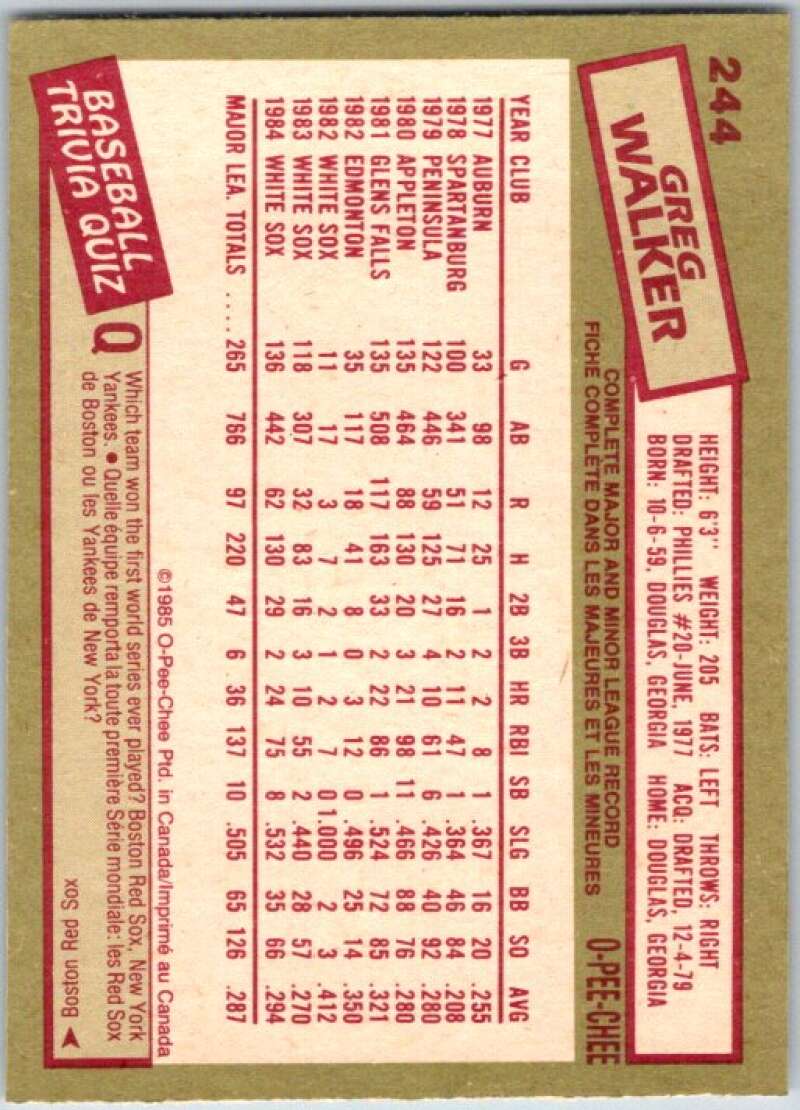 244
GREG
WALKER
HEIGHT: 6'3" WEIGHT: 205 BATS: LEFT THROWS: RIGHT
DRAFTED: PHILLIES #20-JUNE, 1977 ACQ: DRAFTED, 12-4-79
BORN: 10-6-59, DOUGLAS, GEORGIA HOME: DOUGLAS, GEORGIA
COMPLETE MAJOR AND MINOR LEAGUE RECORD
FICHE COMPLÈTE DANS LES MAJEURES ET LES MINEURES
O-PEE-CHEE
YEAR CLUB G AB R H 2B 3B HR RBI SB SLG BB SO AVG
1977 AUBURN 33 98 12 25 1 2 2 8 1 .367 16 20 .255
1978 SPARTANBURG 100 341 51 71 16 2 11 47 1 .364 46 84 .208
1979 PENINSULA 122 446 59 125 27 4 10 61 6 .426 40 92 .280
1980 APPLETON 135 464 88 130 20 3 21 98 11 .466 88 76 .280
1981 GLENS FALLS 135 508 117 163 33 2 22 86 1 .524 72 85 .321
1982 EDMONTON 35 117 18 41 8 0 3 12 0 .496 25 14 .350
1982 WHITE SOX 11 17 3 7 2 1 2 7 0 1.000 2 3 .412
1983 WHITE SOX 118 307 32 83 16 3 10 55 2 .440 28 57 .270
1984 WHITE SOX 136 442 62 130 29 2 24 75 8 .532 35 66 .294
MAJOR LEA. TOTALS .... 265 766 97 220 47 6 36 137 10 .505 65 126 .287
©1985 O-Pee-Chee Ptd. in Canada/Imprimé au Canada
BASEBALL
TRIVIA QUIZ
Q Which team won the first world series ever played? Boston Red Sox, New York
Yankees. • Quelle équipe remporta la toute première Série mondiale: les Red Sox
de Boston ou les Yankees de New York?
Boston Red Sox